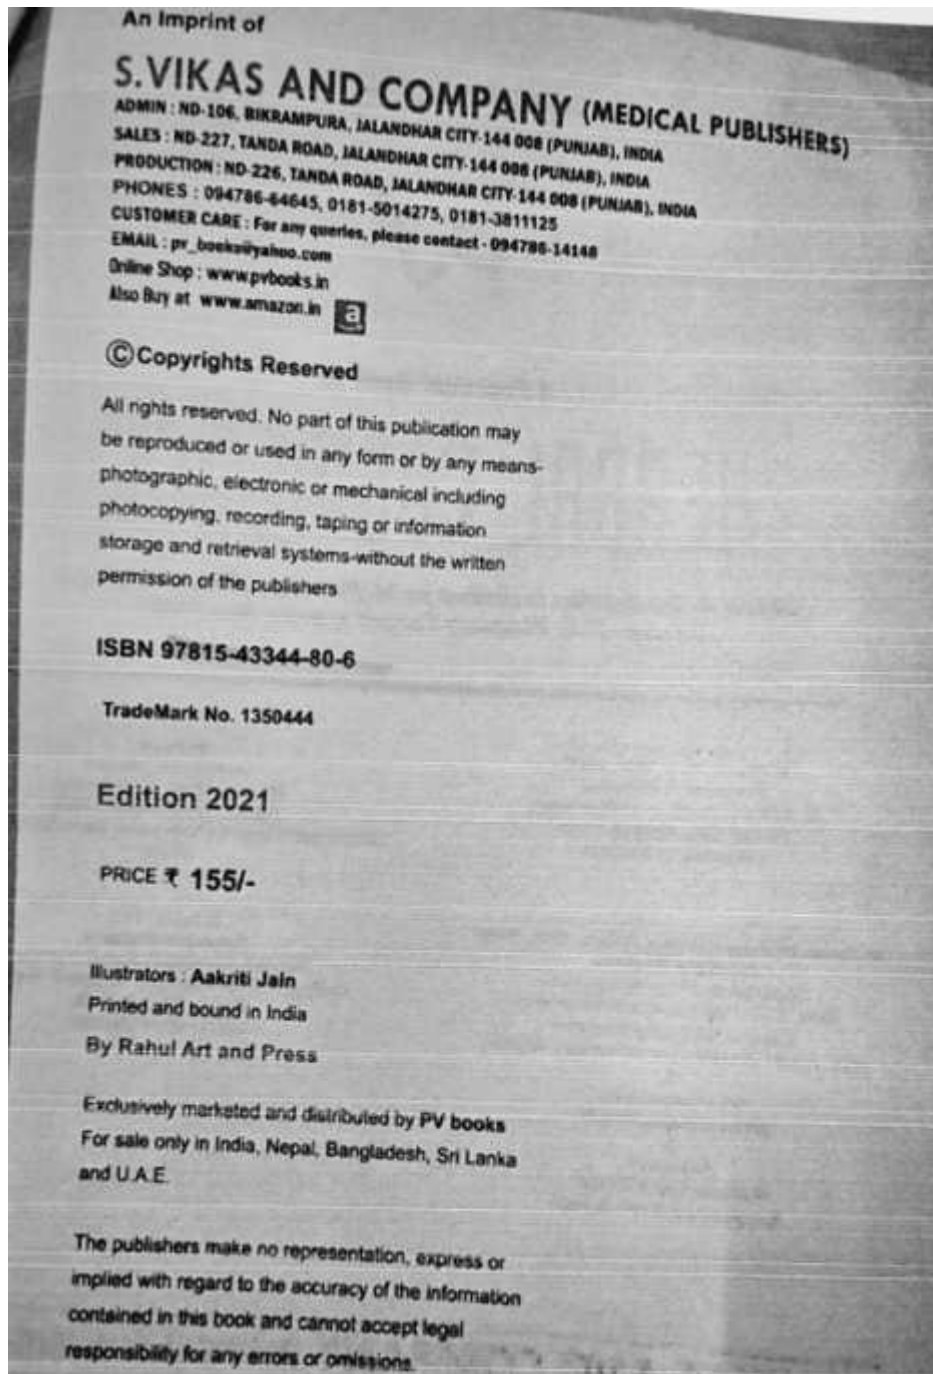 An Imprint of
S.VIKAS AND COMPANY (MEDICAL PUBLISHERS)
ADMIN : ND-106, BIKRAMPURA, JALANDHAR CITY-144 008 (PUNJAB), INDIA
SALES : ND-227, TANDA ROAD, JALANDHAR CITY-144 008 (PUNJAB), INDIA
PRODUCTION : ND-226, TANDA ROAD, JALANDHAR CITY-144 008 (PUNJAB), INDIA
PHONES : 094786-64645, 0181-5014275, 0181-3811125
CUSTOMER CARE : For any queries, please contact - 094786-14148
EMAIL : pv_books@yahoo.com
Online Shop : www.pvbooks.in
Also Buy at www.amazon.in a
©Copyrights Reserved
All rights reserved. No part of this publication may
be reproduced or used in any form or by any means-
photographic, electronic or mechanical including
photocopying, recording, taping or information
storage and retrieval systems-without the written
permission of the publishers
ISBN 97815-43344-80-6
TradeMark No. 1350444
Edition 2021
PRICE ₹ 155/-
Illustrators : Aakriti Jain
Printed and bound in India
By Rahul Art and Press
Exclusively marketed and distributed by PV books
For sale only in India, Nepal, Bangladesh, Sri Lanka
and U.A.E.
The publishers make no representation, express or
implied with regard to the accuracy of the information
contained in this book and cannot accept legal
responsibility for any errors or omissions.